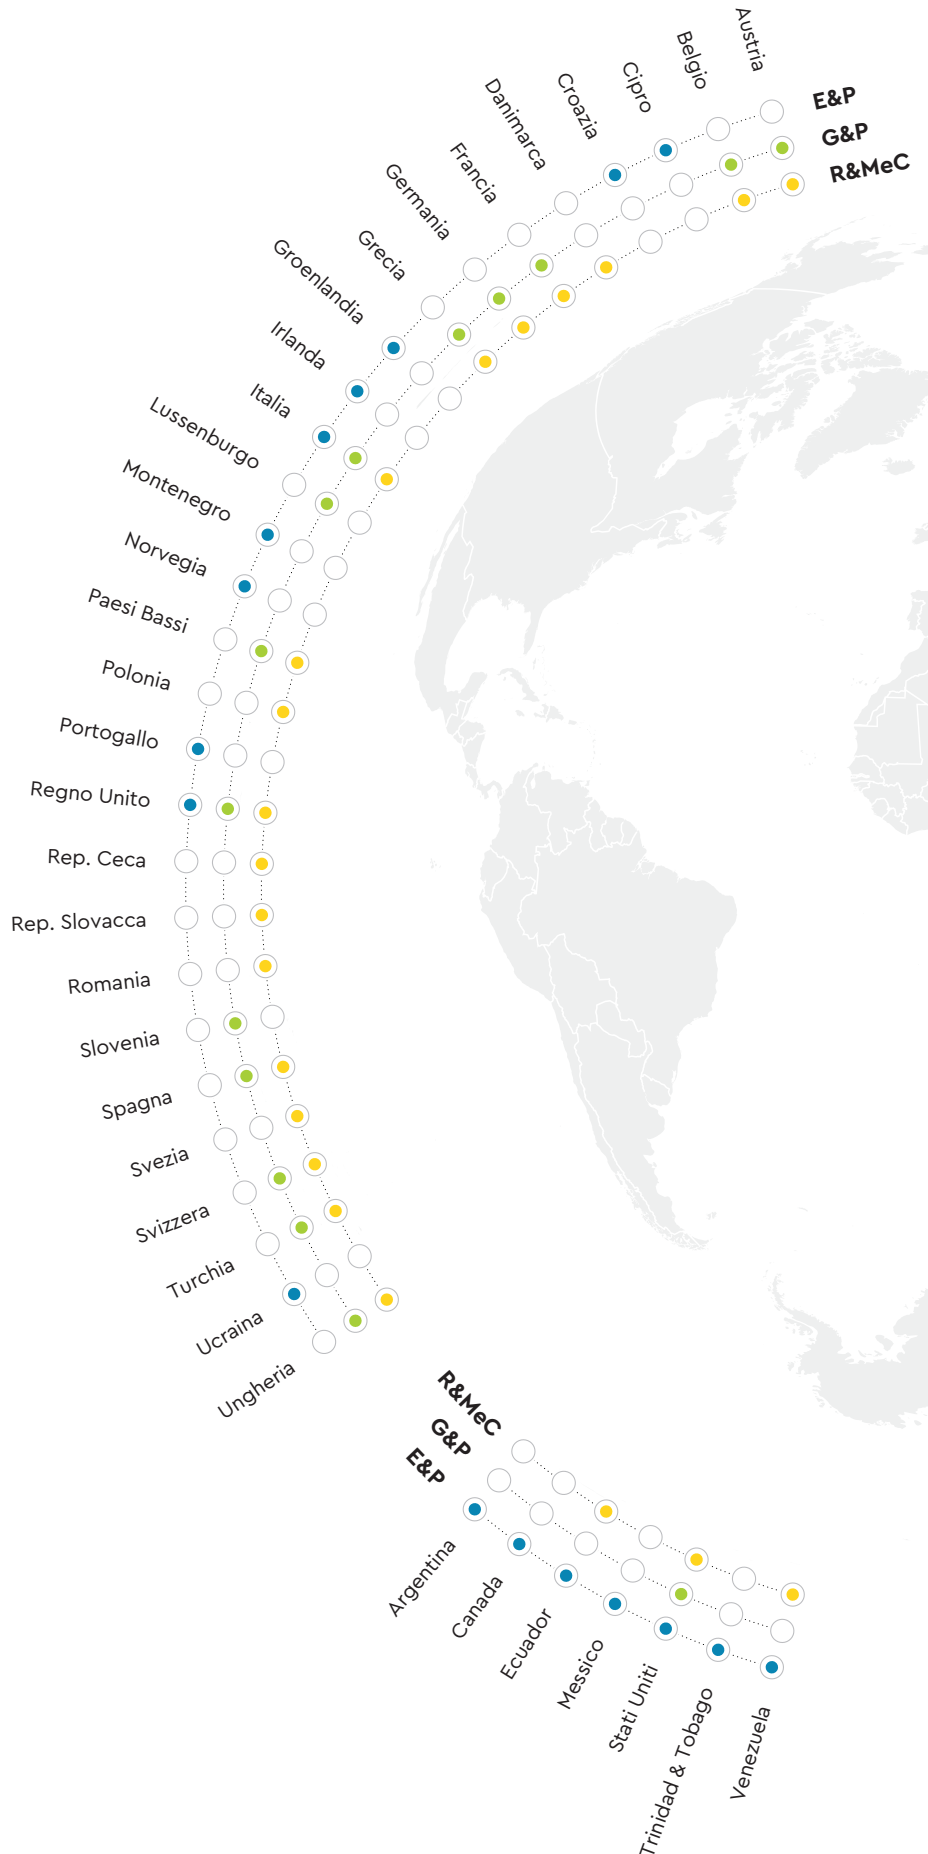 Austria
Belgio
Cipro
Croazia
Danimarca
Francia
Germania
Grecia
Groenlandia
Irlanda
Italia
Lussenburgo
Montenegro
Norvegia
Paesi Bassi
Polonia
Portogallo
Regno Unito
Rep. Ceca
Rep. Slovacca
Romania
Slovenia
Spagna
Svezia
Svizzera
Turchia
Ucraina
Ungheria
E&P
G&P
R&MeC
R&MeC
G&P
E&P
Argentina
Canada
Ecuador
Messico
Stati Uniti
Trinidad & Tobago
Venezuela